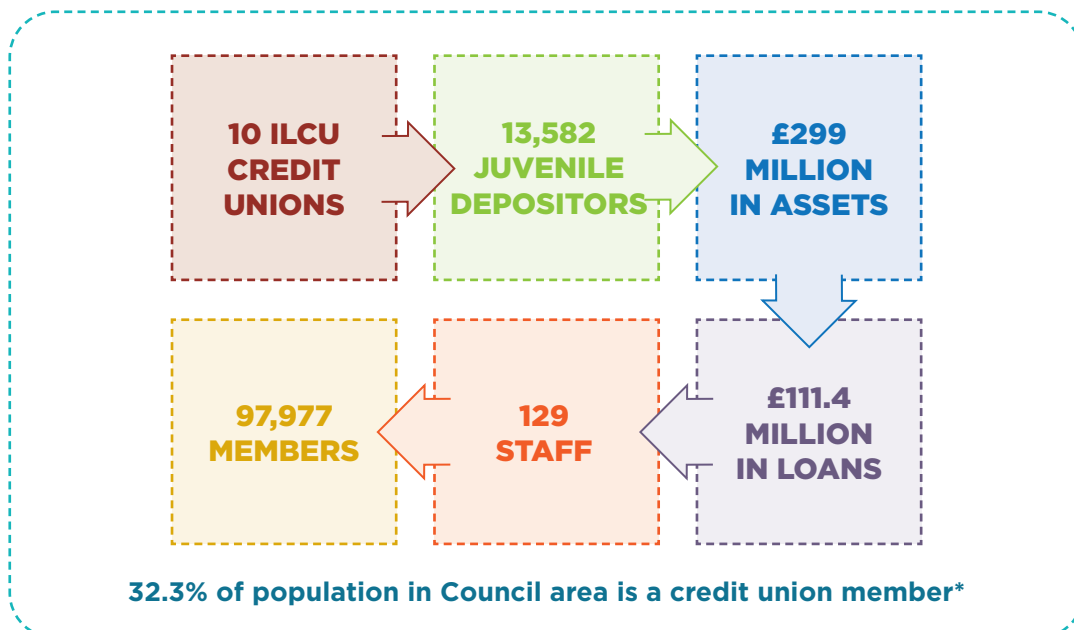 10 ILCU
CREDIT
UNIONS
13,582
JUVENILE
DEPOSITORS
£299
MILLION
IN ASSETS
£111.4
MILLION
IN LOANS
129
STAFF
97,977
MEMBERS
32.3% of population in Council area is a credit union member*